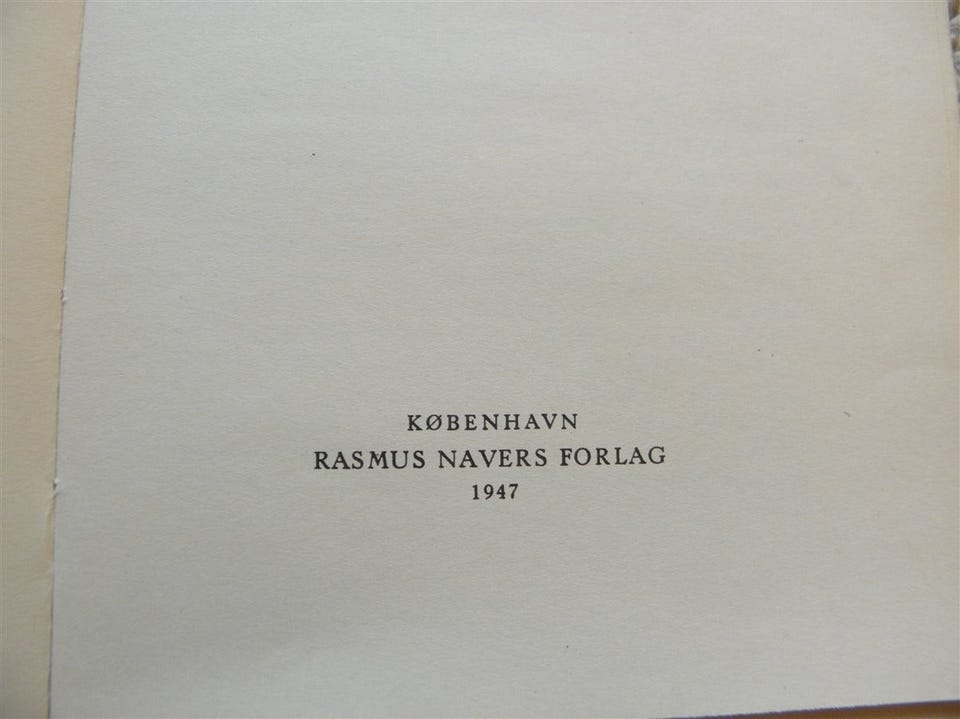 KØBENHAVN
RASMUS NAVERS FORLAG
1947